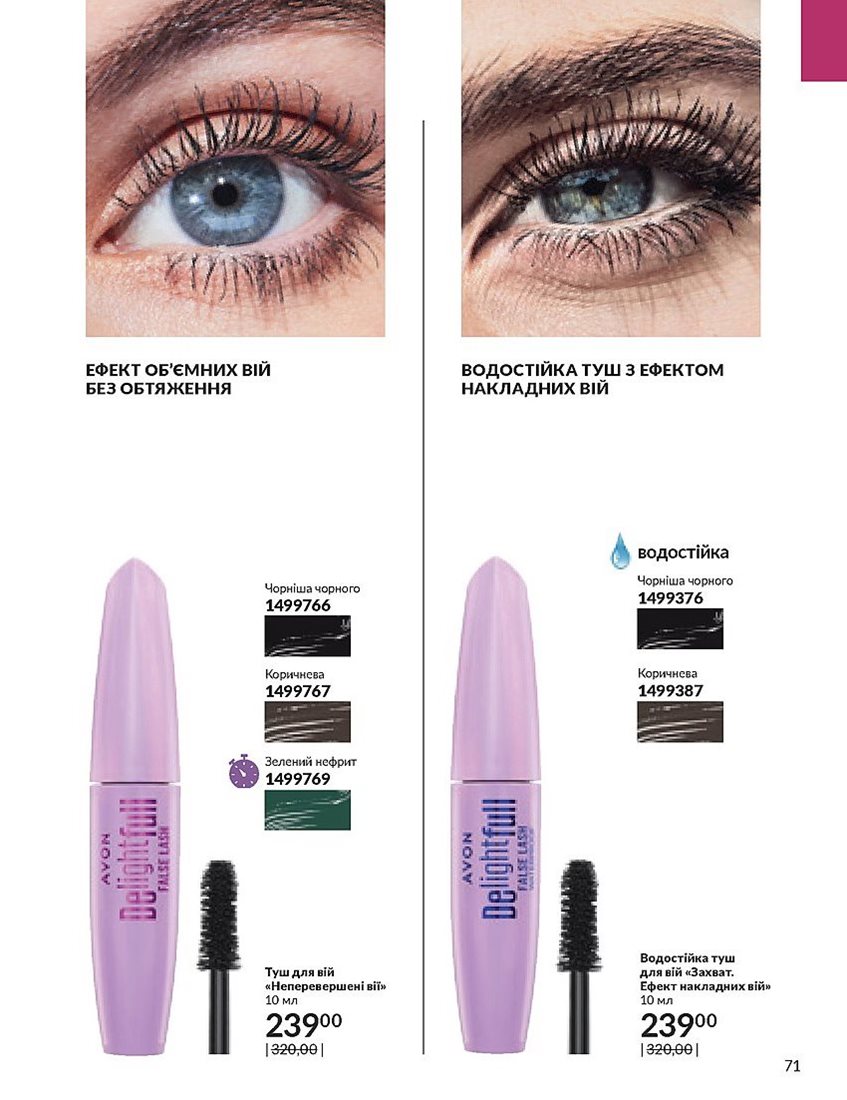 ЕФЕКТ ОБ’ЄМНИХ ВІЙ
БЕЗ ОБТЯЖЕННЯ
Чорніша чорного
1499766
Коричнева
1499767
Зелений нефрит
1499769
AVON
Delightfull
FALSE LASH
Туш для вій
«Неперевершені вії»
10 мл
239⁰⁰
|320,00|
ВОДОСТІЙКА ТУШ З ЕФЕКТОМ
НАКЛАДНИХ ВІЙ
водостійка
Чорніша чорного
1499376
Коричнева
1499387
AVON
Delightfull
FALSE LASH
Водостійка туш
для вій «Захват.
Ефект накладних вій»
10 мл
239⁰⁰
|320,00|
71